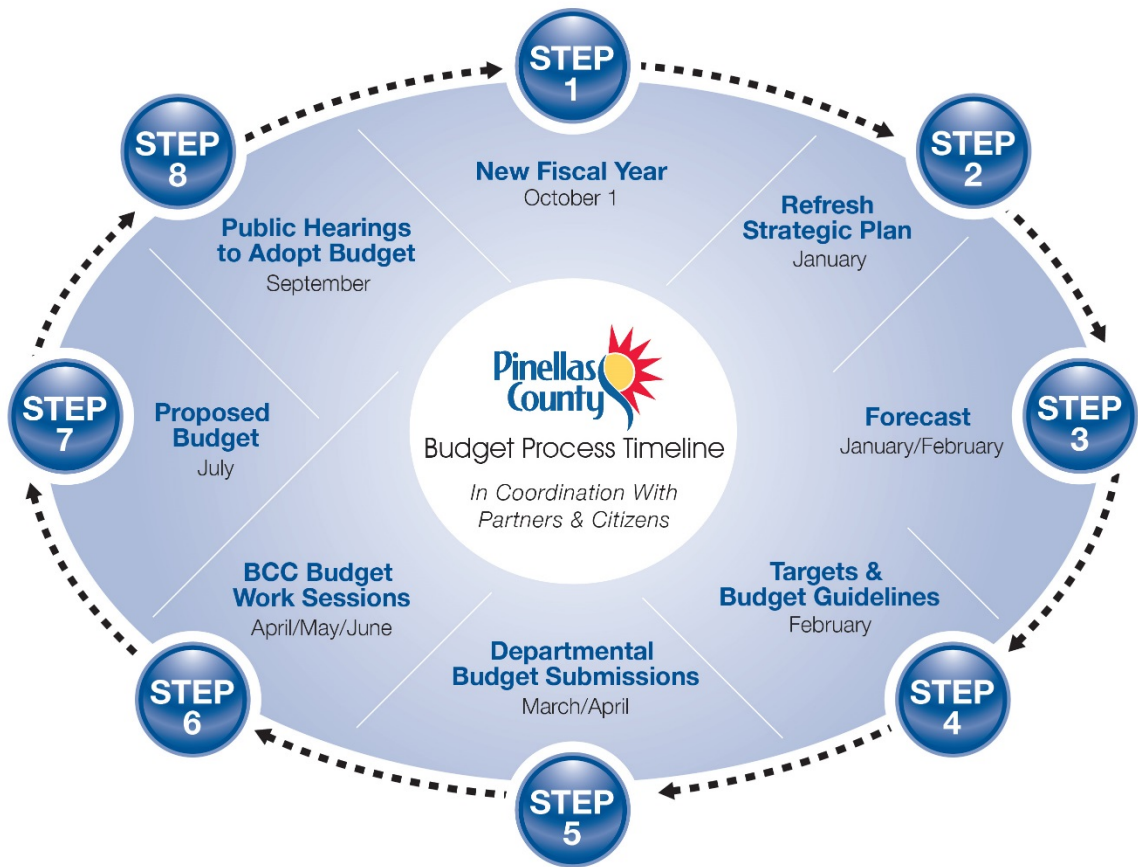 STEP
1
New Fiscal Year
October 1
STEP
2
Refresh
Strategic Plan
January
STEP
3
Forecast
January/February
STEP
4
Targets &
Budget Guidelines
February
STEP
5
Departmental
Budget Submissions
March/April
STEP
6
BCC Budget
Work Sessions
April/May/June
STEP
7
Proposed
Budget
July
STEP
8
Public Hearings
to Adopt Budget
September
Pinellas
County
Budget Process Timeline
In Coordination With
Partners & Citizens